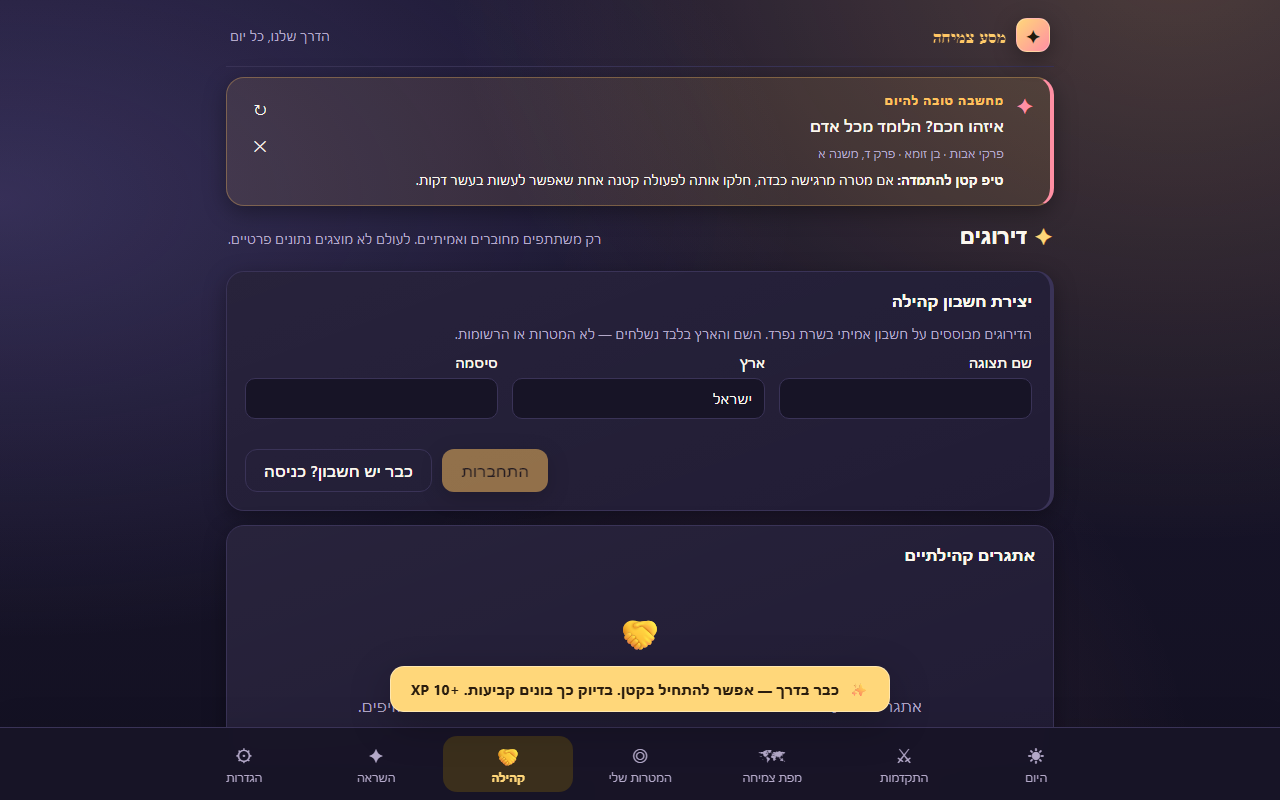 מסע צמיחה
הדרך שלנו, כל יום
מחשבה טובה להיום
איזהו חכם? הלומד מכל אדם
פרקי אבות · בן זומא · פרק ד, משנה א
טיפ קטן להתמדה: אם מטרה מרגישה כבדה, חלקו אותה לפעולה קטנה אחת שאפשר לעשות בעשר דקות.
דירוגים
רק משתתפים מחוברים ואמיתיים. לעולם לא מוצגים נתונים פרטיים.
יצירת חשבון קהילה
הדירוגים מבוססים על חשבון אמיתי בשרת נפרד. השם והארץ בלבד נשלחים — לא המטרות או הרשומות.
שם תצוגה
ארץ
סיסמה
ישראל
התחברות
כבר יש חשבון? כניסה
אתגרים קהילתיים
כבר בדרך — אפשר להתחיל בקטן. בדיוק כך בונים קביעות. +10 XP
היום
התקדמות
מפת צמיחה
המטרות שלי
קהילה
השראה
הגדרות